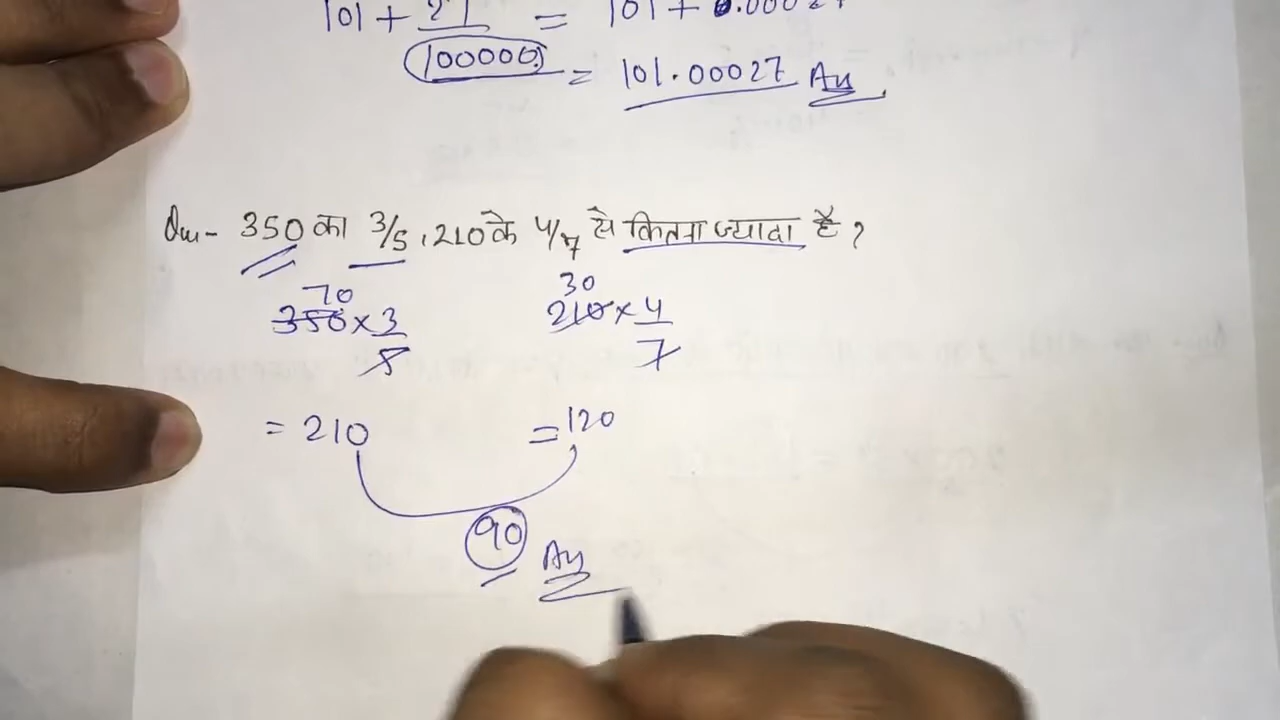 101 + 27 = 101 + 0.00027
100000
= 101.00027 Ans
Qus- 350 का 3/5, 210 के 4/7 से कितना ज्यादा है ?
70 30
350 × 3 210 × 4
5 7
= 210 = 120
90 Ans